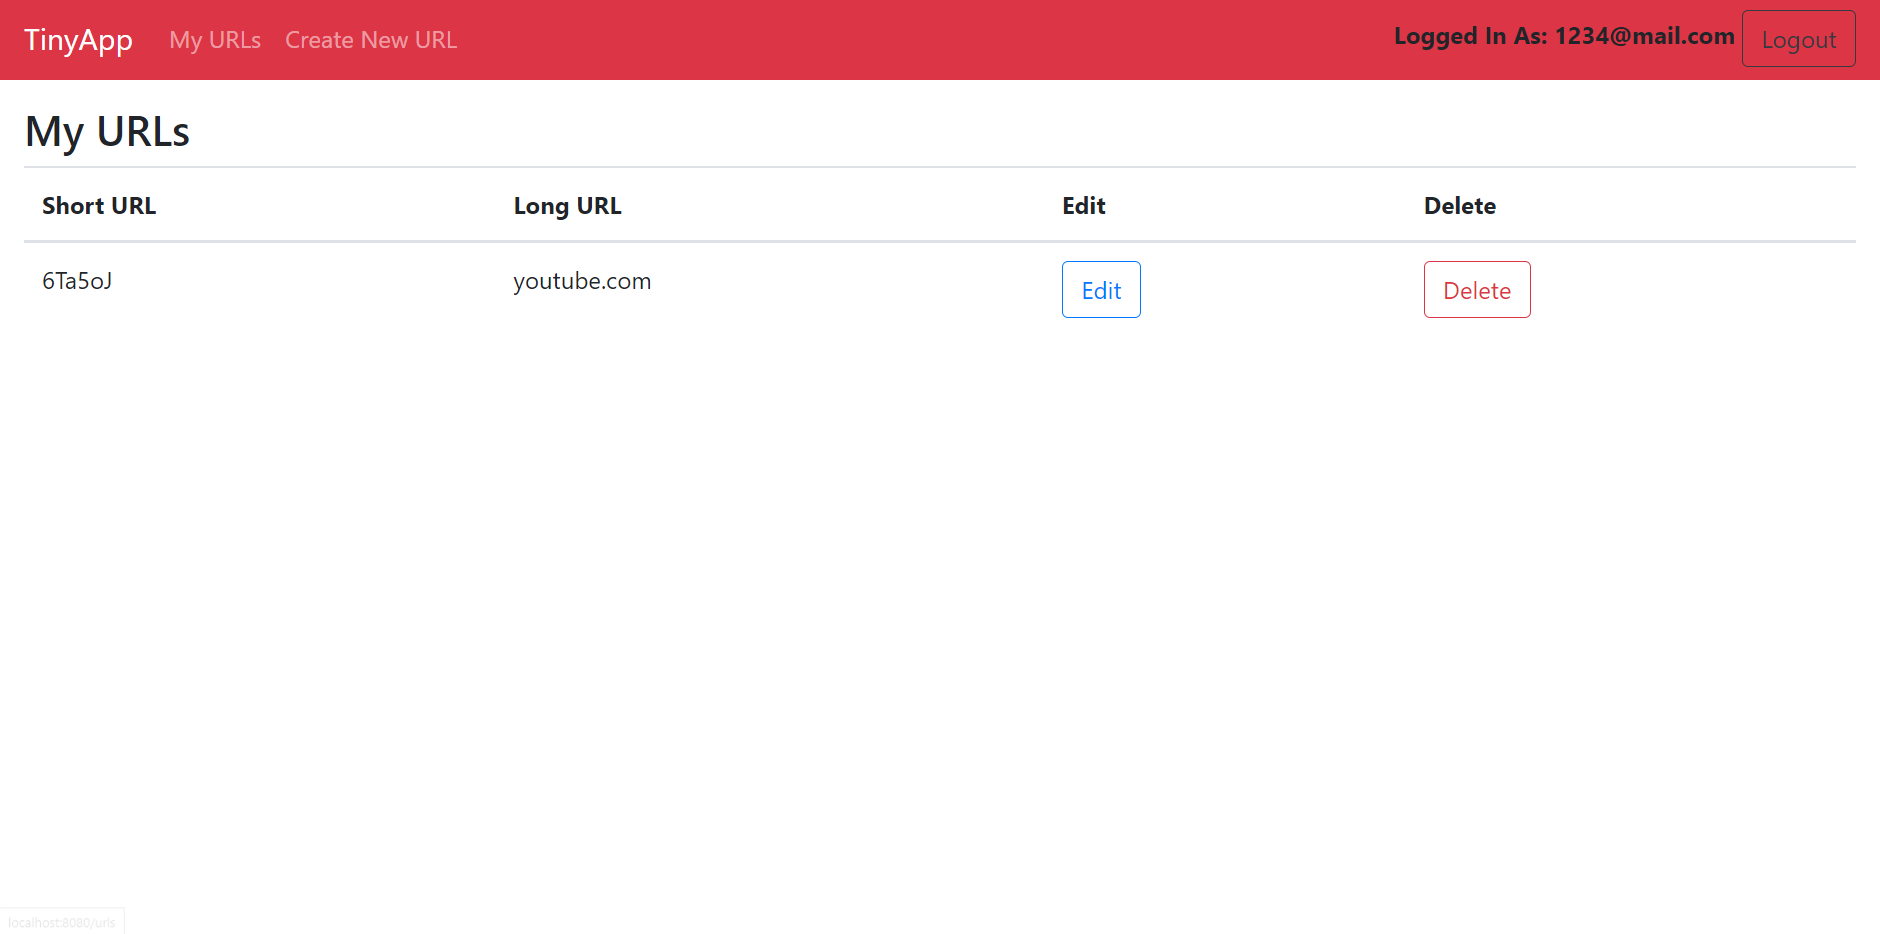 TinyApp My URLs Create New URL Logged In As: 1234@mail.com Logout
My URLs
Short URL Long URL Edit Delete
6Ta5oJ youtube.com Edit Delete
localhost:8080/urls